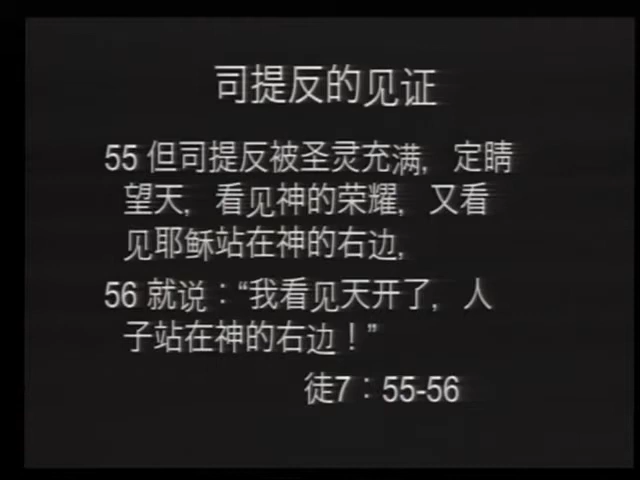 司提反的见证
55 但司提反被圣灵充满，定睛
望天，看见神的荣耀，又看
见耶稣站在神的右边，
56 就说：“我看见天开了，人
子站在神的右边！”
徒7：55-56